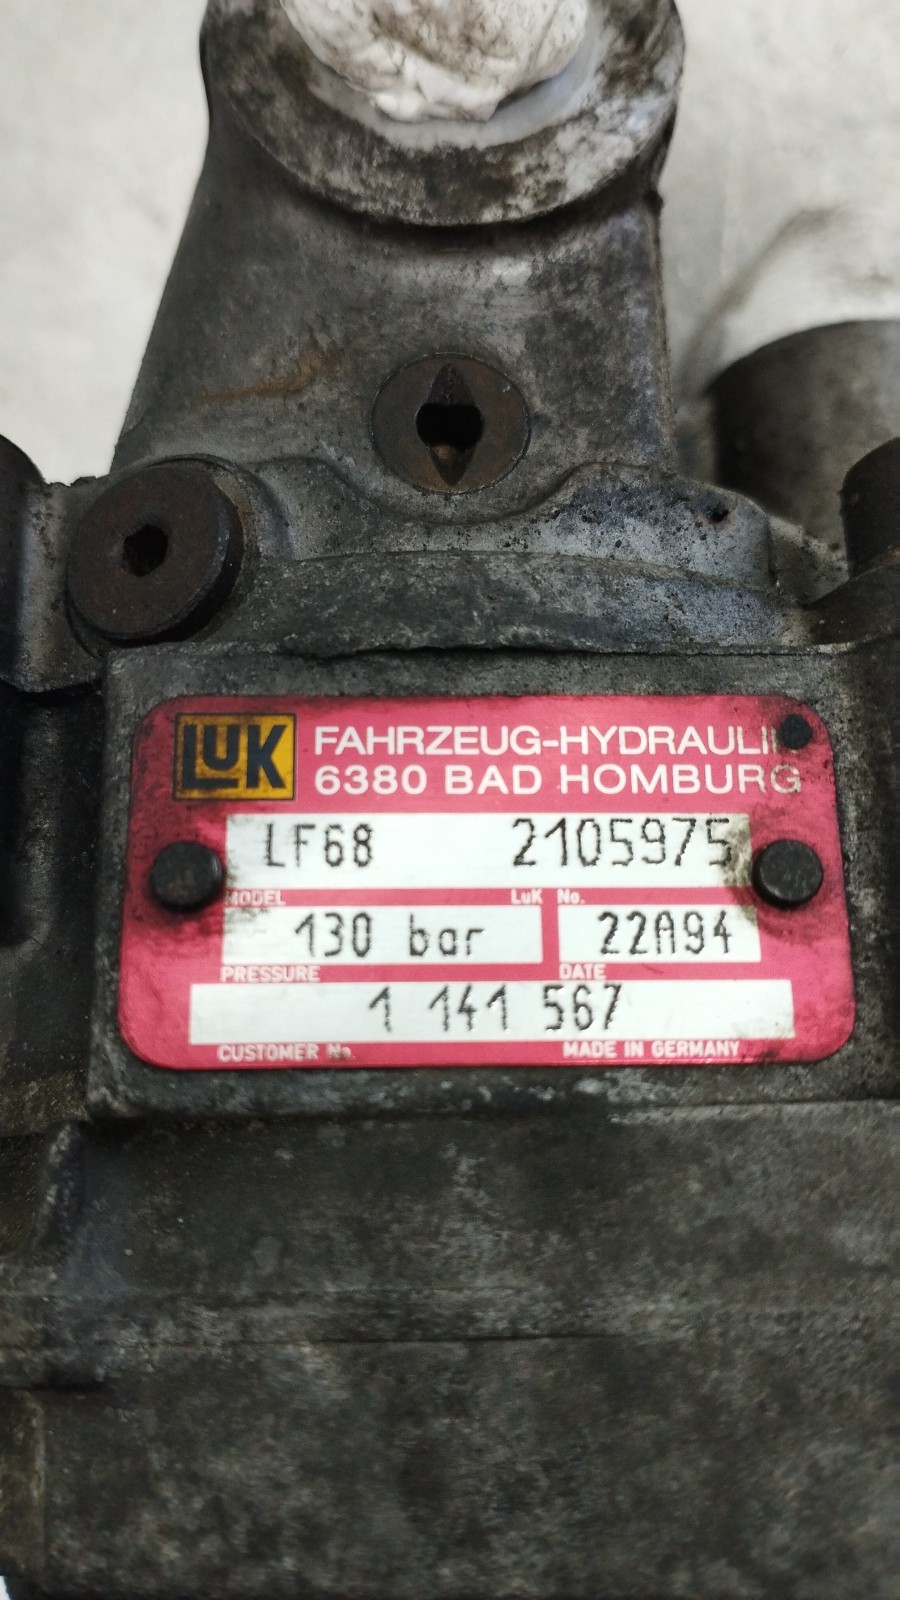 LuK
FAHRZEUG-HYDRAULIK
6380 BAD HOMBURG
LF68 2105975
MODEL LuK No.
130 bar 22A94
PRESSURE DATE
1 141 567
CUSTOMER No. MADE IN GERMANY